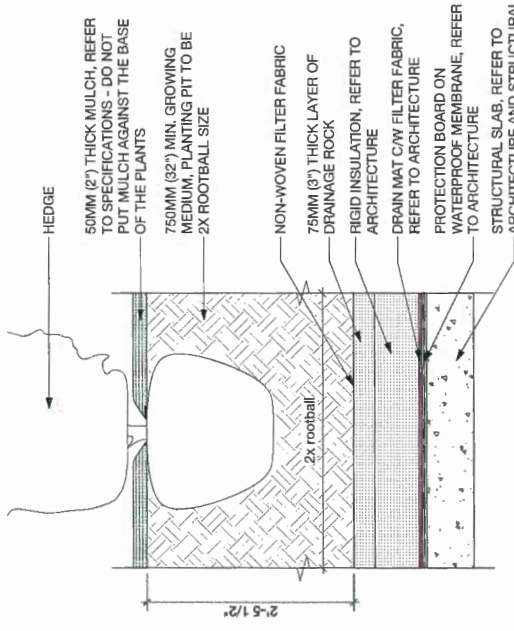 HEDGE
50MM (2") THICK MULCH, REFER
TO SPECIFICATIONS - DO NOT
PUT MULCH AGAINST THE BASE
OF THE PLANTS
750MM (32") MIN. GROWING
MEDIUM, PLANTING PIT TO BE
2X ROOTBALL SIZE
NON-WOVEN FILTER FABRIC
75MM (3") THICK LAYER OF
DRAINAGE ROCK
RIGID INSULATION, REFER TO
ARCHITECTURE
DRAIN MAT C/W FILTER FABRIC,
REFER TO ARCHITECTURE
PROTECTION BOARD ON
WATERPROOF MEMBRANE, REFER
TO ARCHITECTURE
STRUCTURAL SLAB, REFER TO
ARCHITECTURE AND STRUCTURAL
2x rootball
2'-5 1/2"